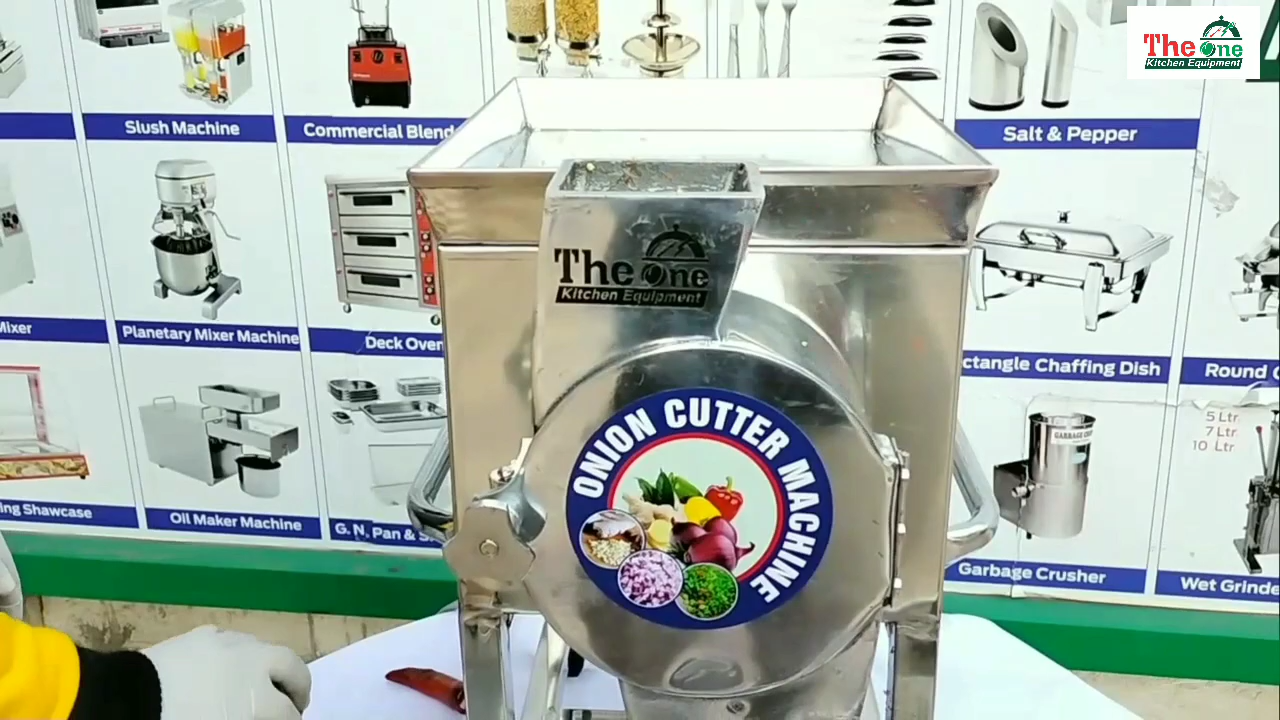 The One
Kitchen Equipment
Slush Machine
Commercial Blend
Salt & Pepper
The One
Kitchen Equipment
Mixer
Planetary Mixer Machine
Deck Oven
ctangle Chaffing Dish
Round
ONION CUTTER MACHINE
GARBAGE
5 Ltr
7 Ltr
10 Ltr
ing Shawcase
Oil Maker Machine
G. N. Pan &
Garbage Crusher
Wet Grinde